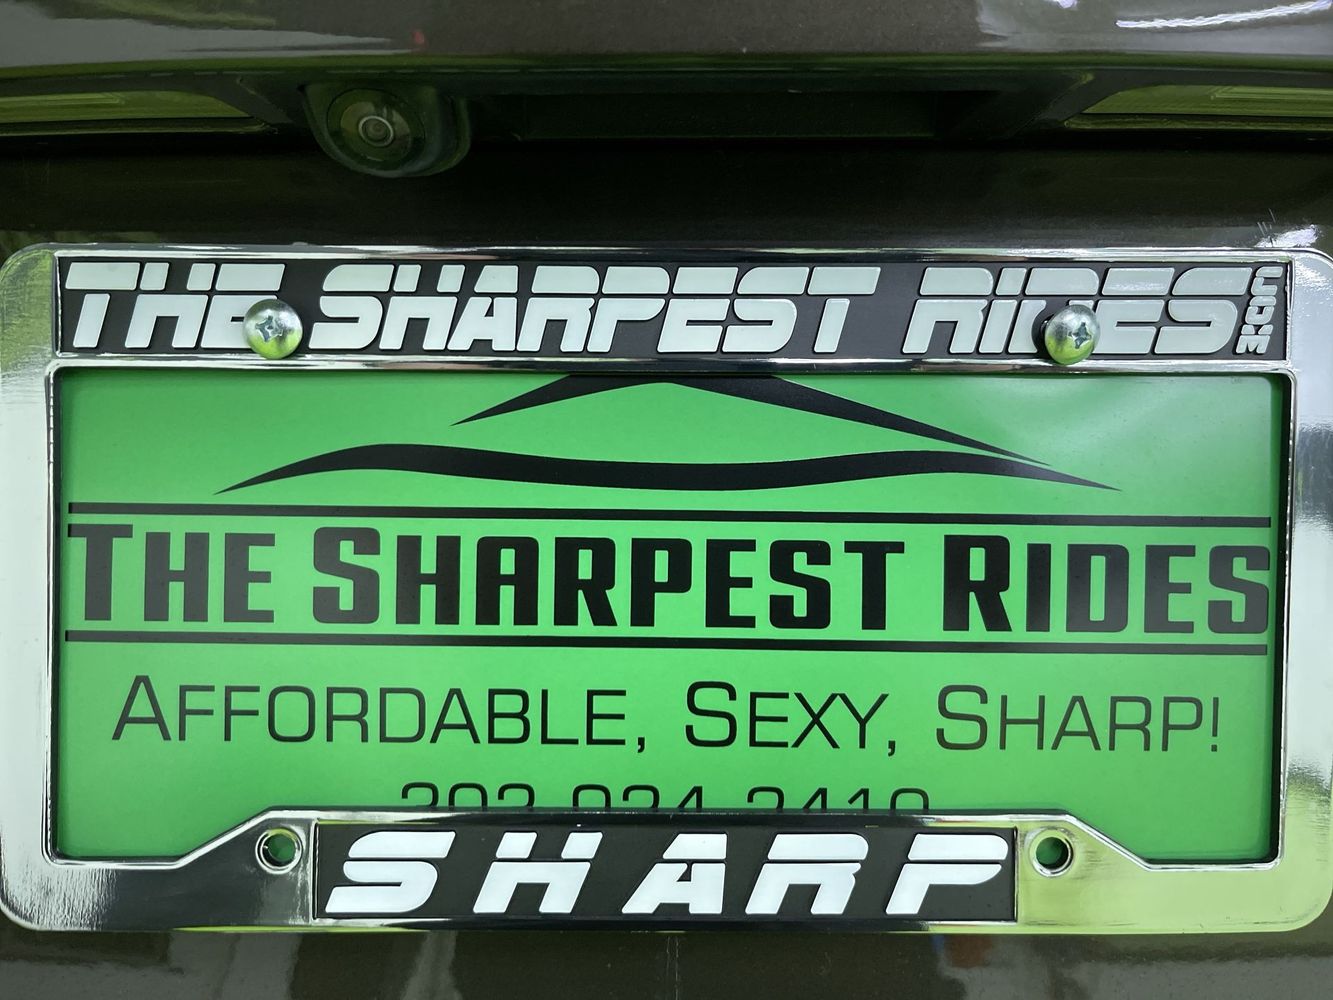 THE SHARPEST RIDES
.COM
THE SHARPEST RIDES
AFFORDABLE, SEXY, SHARP!
SHARP